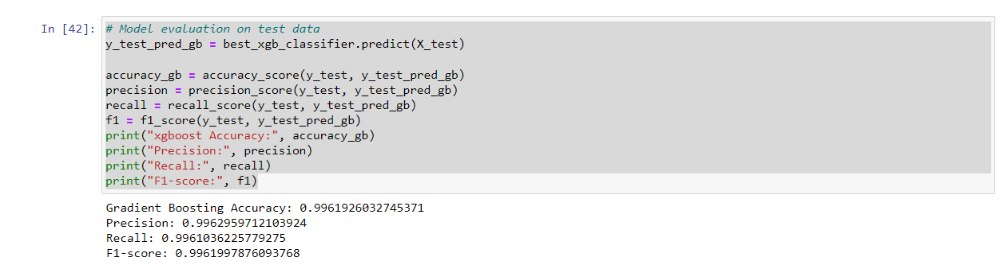 In [42]: # Model evaluation on test data
y_test_pred_gb = best_xgb_classifier.predict(X_test)
accuracy_gb = accuracy_score(y_test, y_test_pred_gb)
precision = precision_score(y_test, y_test_pred_gb)
recall = recall_score(y_test, y_test_pred_gb)
f1 = f1_score(y_test, y_test_pred_gb)
print("xgboost Accuracy:", accuracy_gb)
print("Precision:", precision)
print("Recall:", recall)
print("F1-score:", f1)
Gradient Boosting Accuracy: 0.9961926032745371
Precision: 0.9962959712103924
Recall: 0.9961036225779275
F1-score: 0.9961997876093768